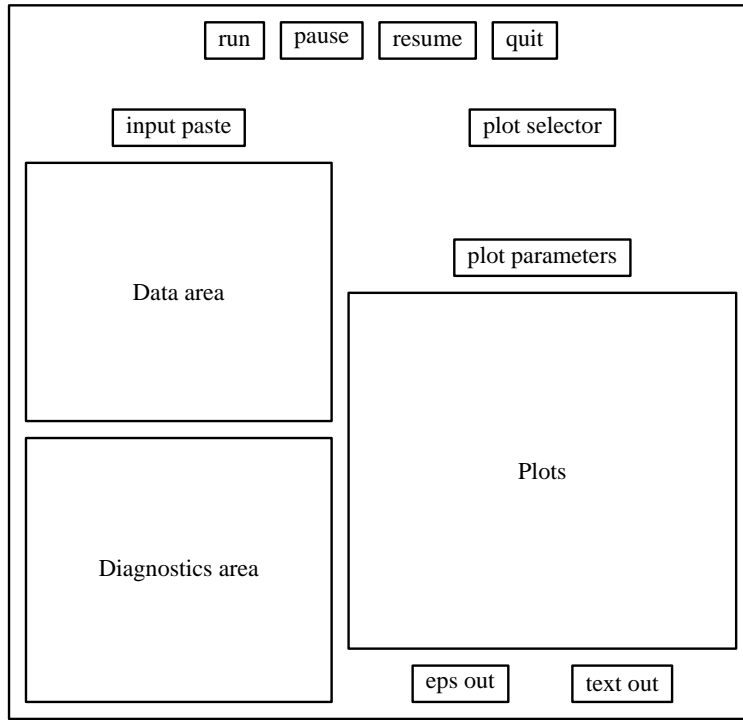 run pause resume quit
input paste plot selector
plot parameters
Data area
Plots
Diagnostics area
eps out text out